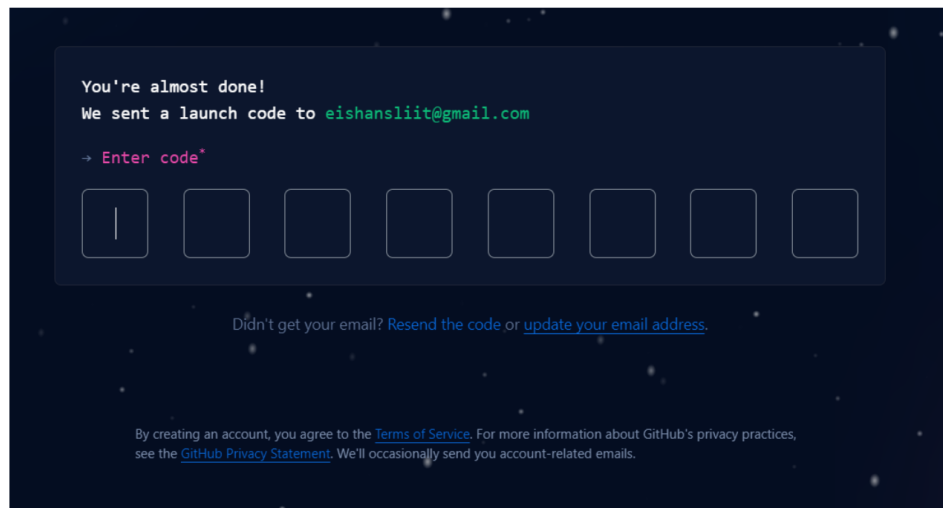 You're almost done!
We sent a launch code to eishansliit@gmail.com
→ Enter code*
Didn't get your email? Resend the code or update your email address.
By creating an account, you agree to the Terms of Service. For more information about GitHub's privacy practices,
see the GitHub Privacy Statement. We'll occasionally send you account-related emails.